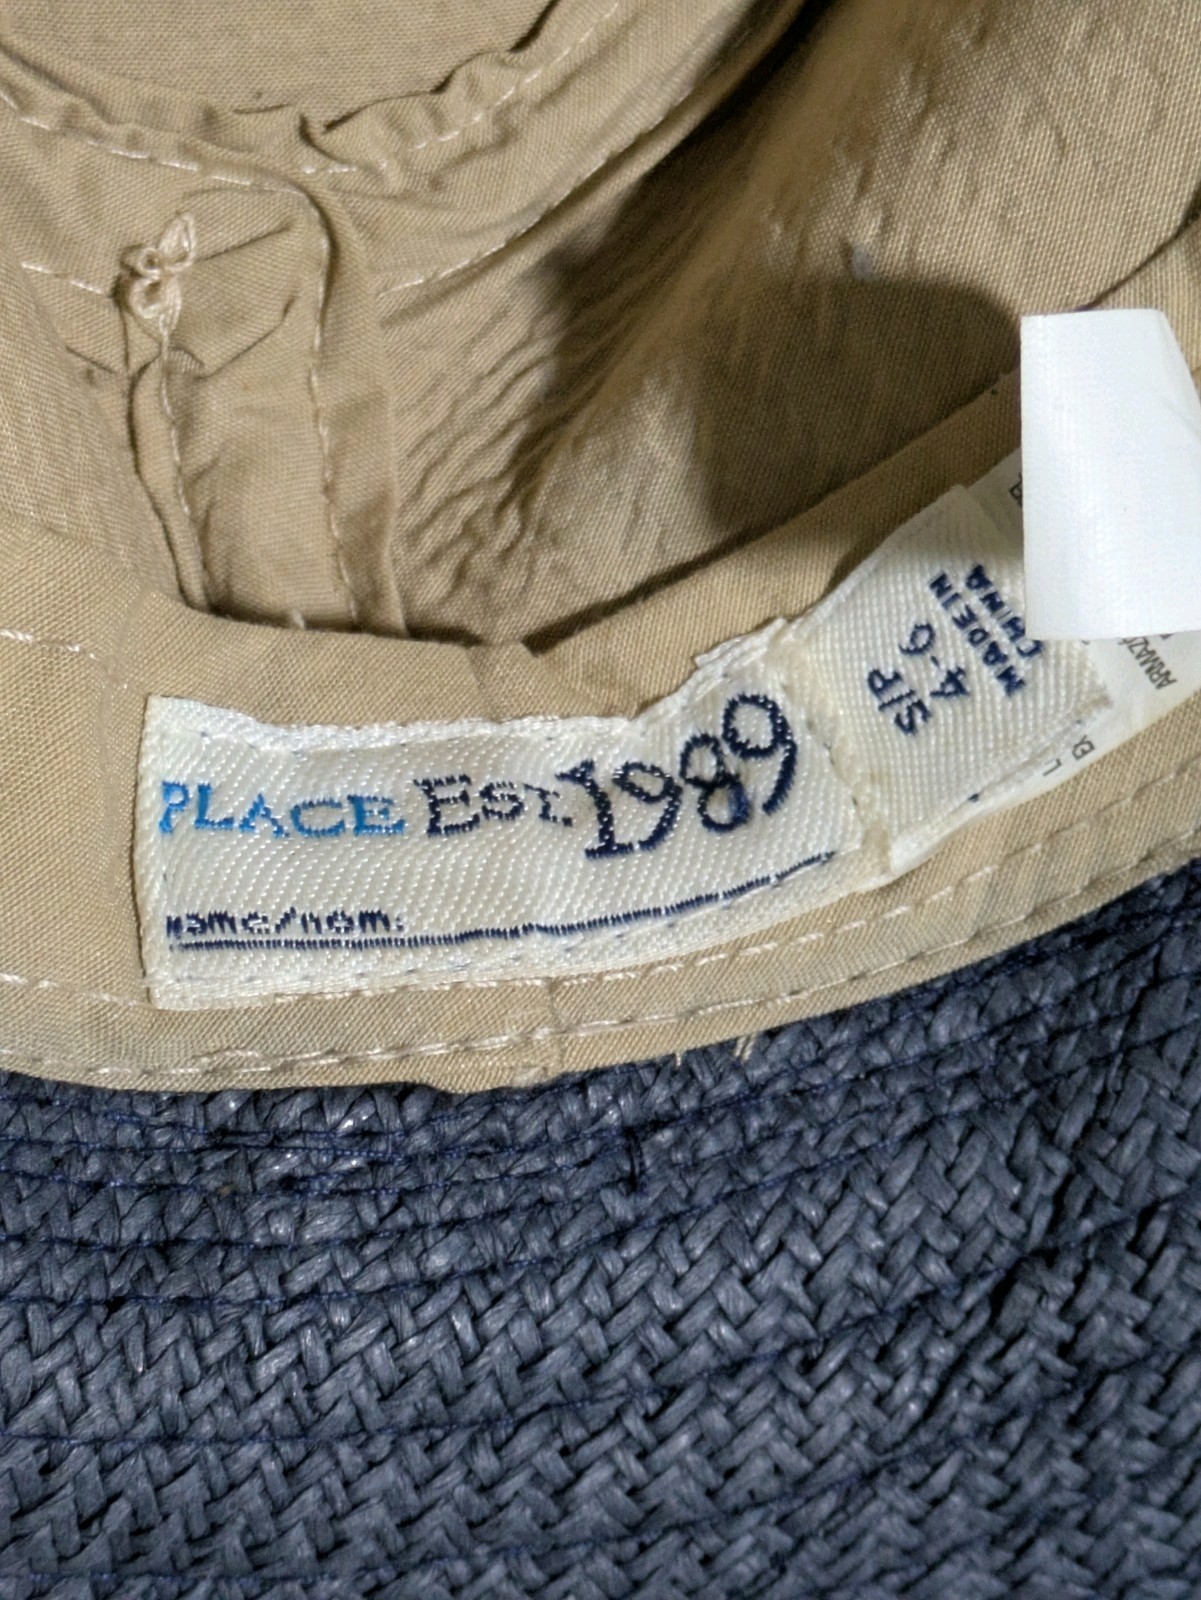 PLACE EST. 1989
name/nom:
S/P
4-6
MADE IN
CHINA